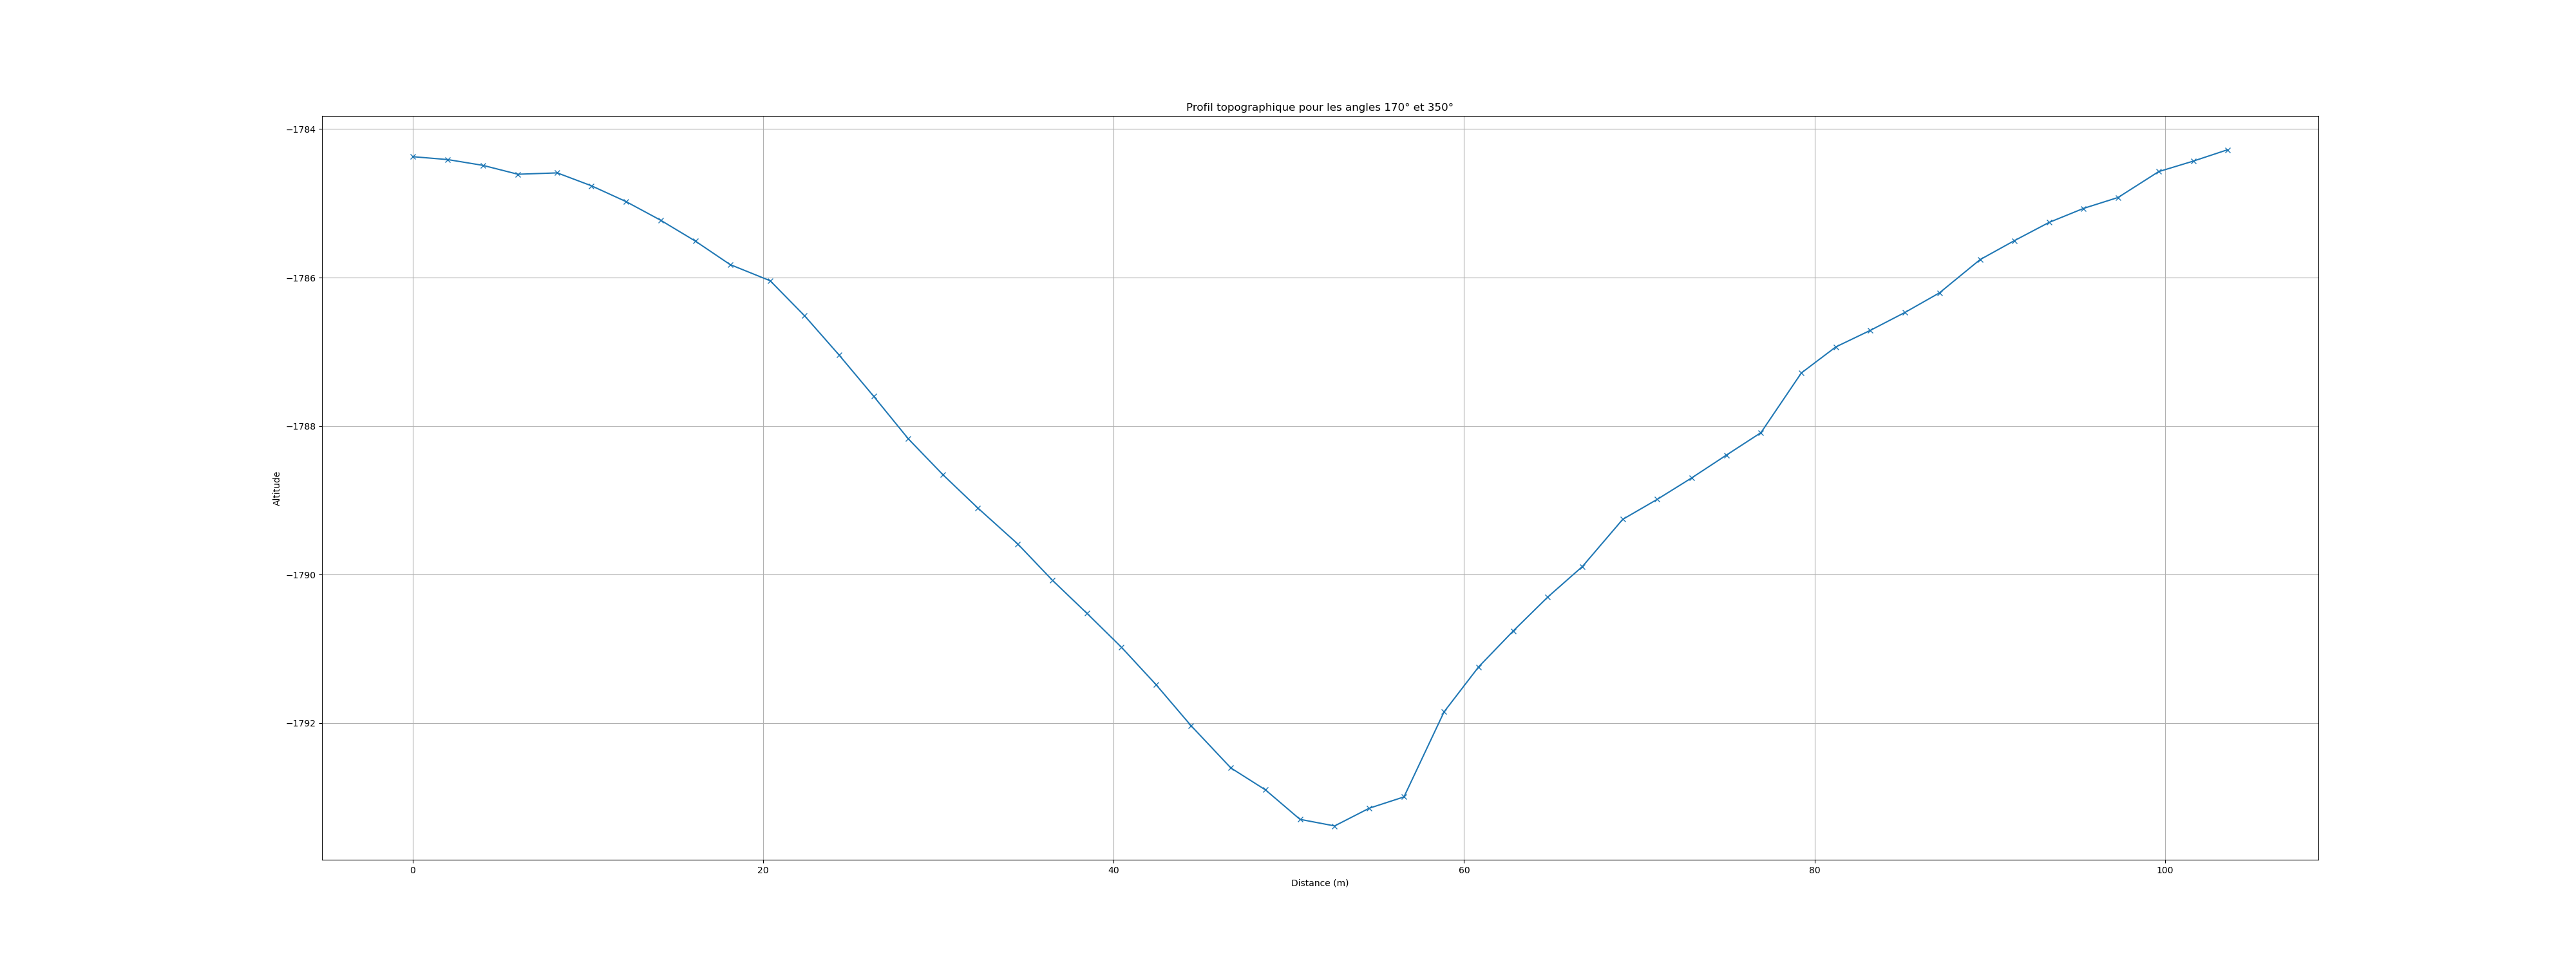 Profil topographique pour les angles 170° et 350°
−1784
−1786
−1788
−1790
−1792
Altitude
0 20 40 60 80 100
Distance (m)